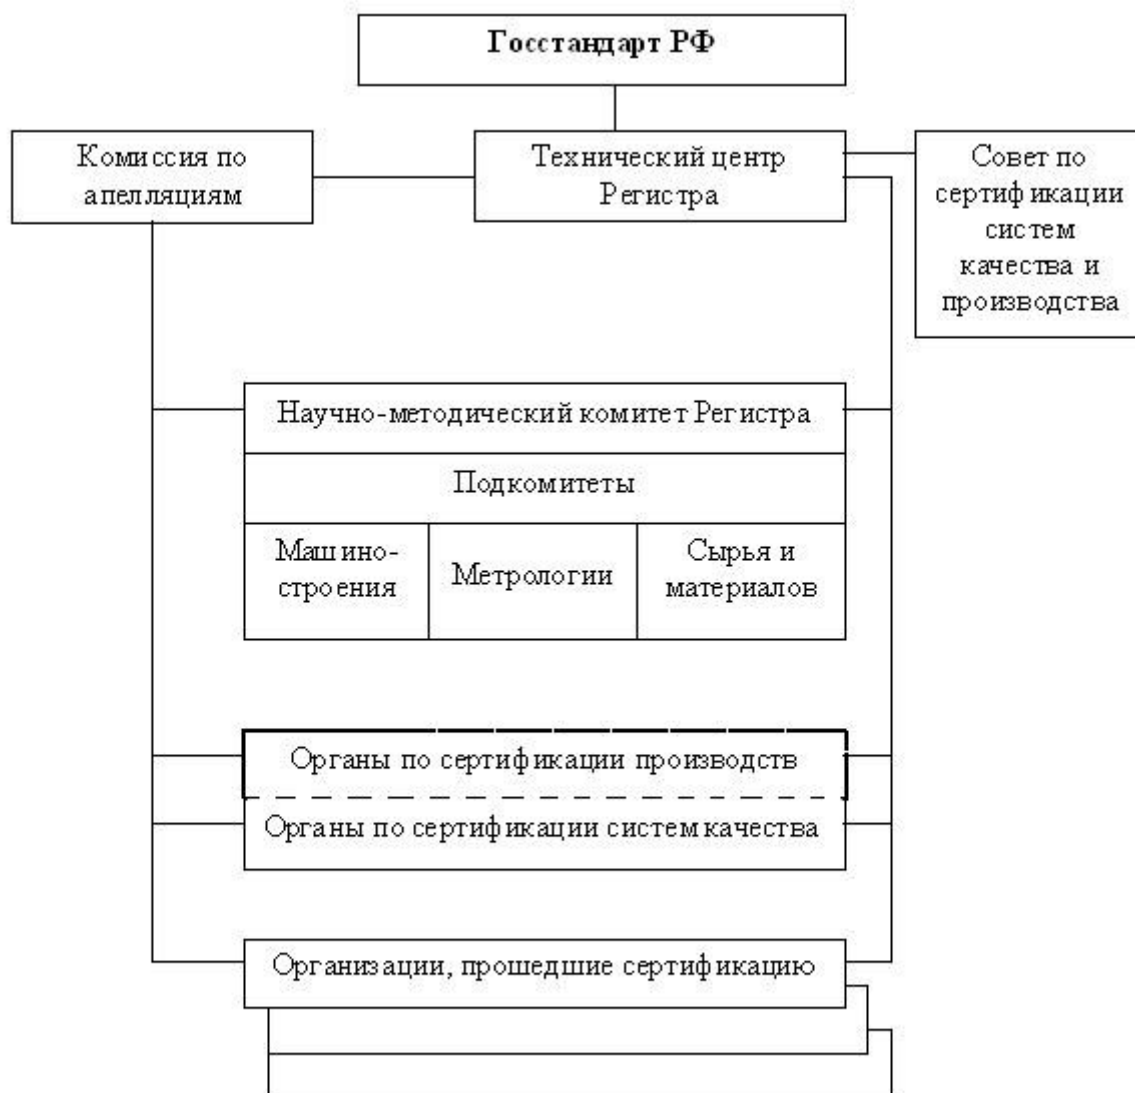 Госстандарт РФ
Комиссия по
апелляциям
Технический центр
Регистра
Совет по
сертификации
систем
качества и
производства
Научно-методический комитет Регистра
Подкомитеты
Машино-
строения
Метрологии
Сырья и
материалов
Органы по сертификации производств
Органы по сертификации систем качества
Организации, прошедшие сертификацию